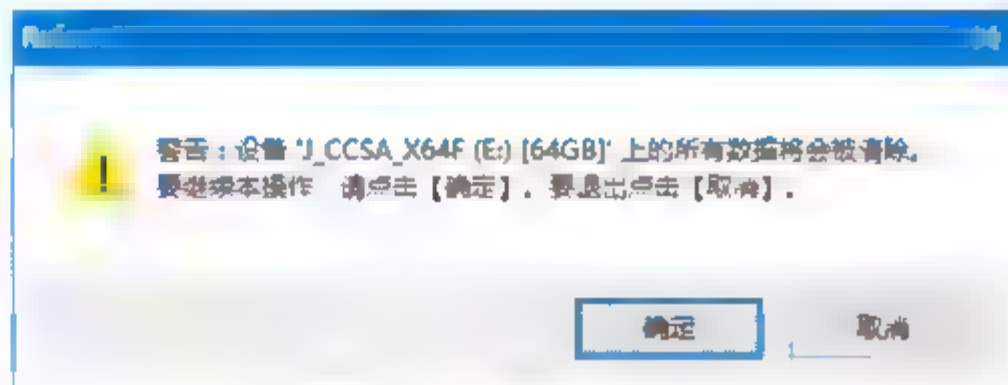 警告：设备 'J_CCSA_X64F (E:) [64GB]' 上的所有数据将会被清除。
要继续本操作，请点击【确定】。要退出点击【取消】.
确定
取消